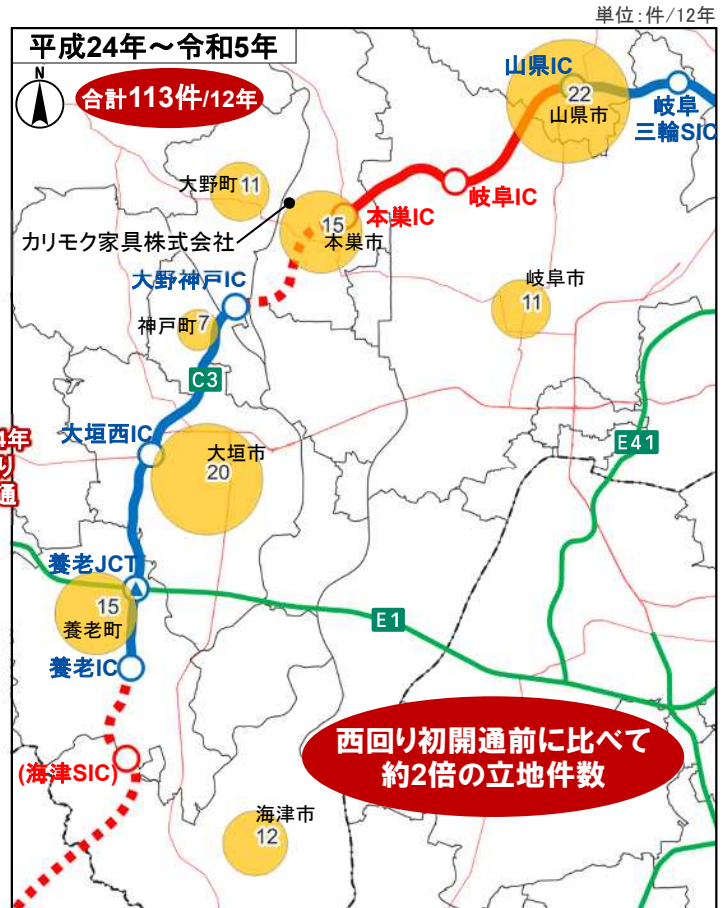 単位:件/12年
平成24年～令和5年
N
合計113件/12年
山県IC
22
山県市
岐阜
三輪SIC
大野町 11
岐阜IC
本巣IC
15
本巣市
カリモク家具株式会社
大野神戸IC
岐阜市
11
神戸町 7
C3
大垣西IC
大垣市
20
E41
年
り
通
養老JCT
15
養老町
E1
養老IC
西回り初開通前に比べて
約2倍の立地件数
(海津SIC)
海津市
12